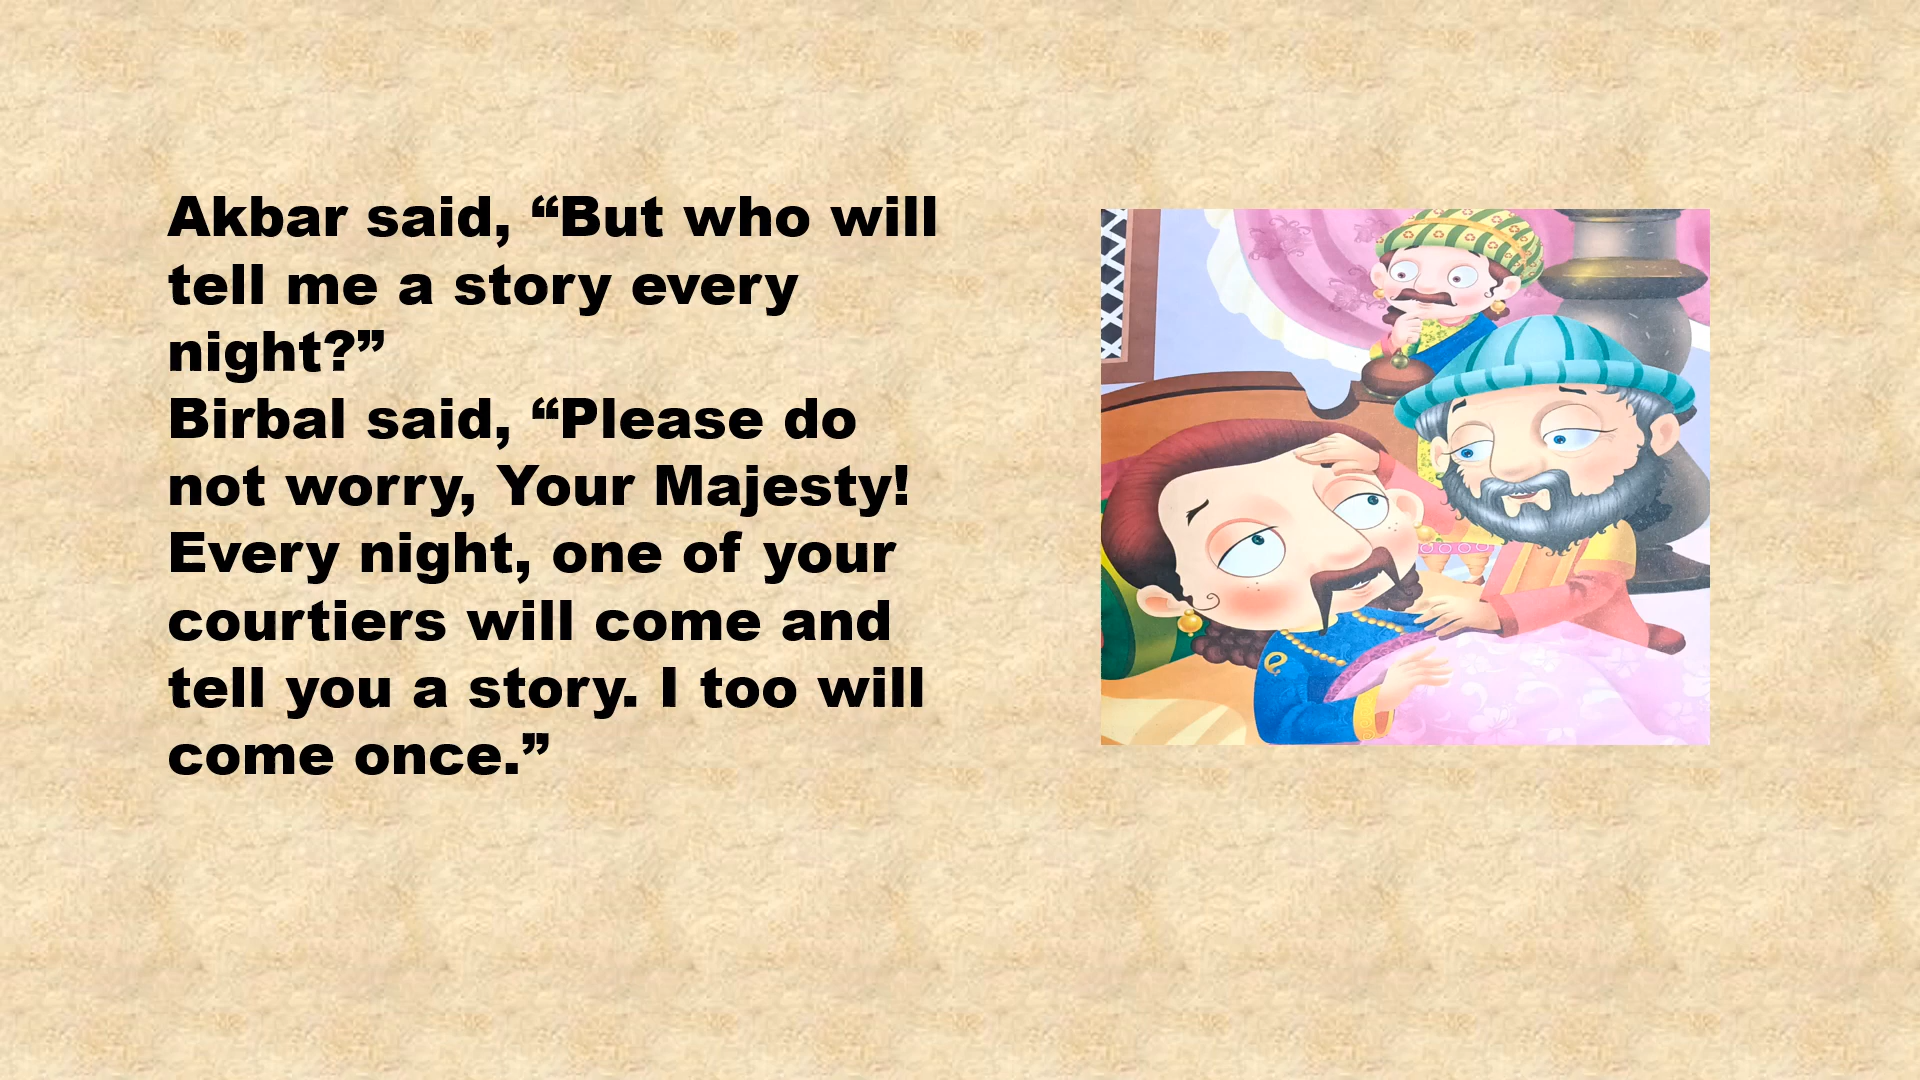 Akbar said, “But who will
tell me a story every
night?”
Birbal said, “Please do
not worry, Your Majesty!
Every night, one of your
courtiers will come and
tell you a story. I too will
come once.”